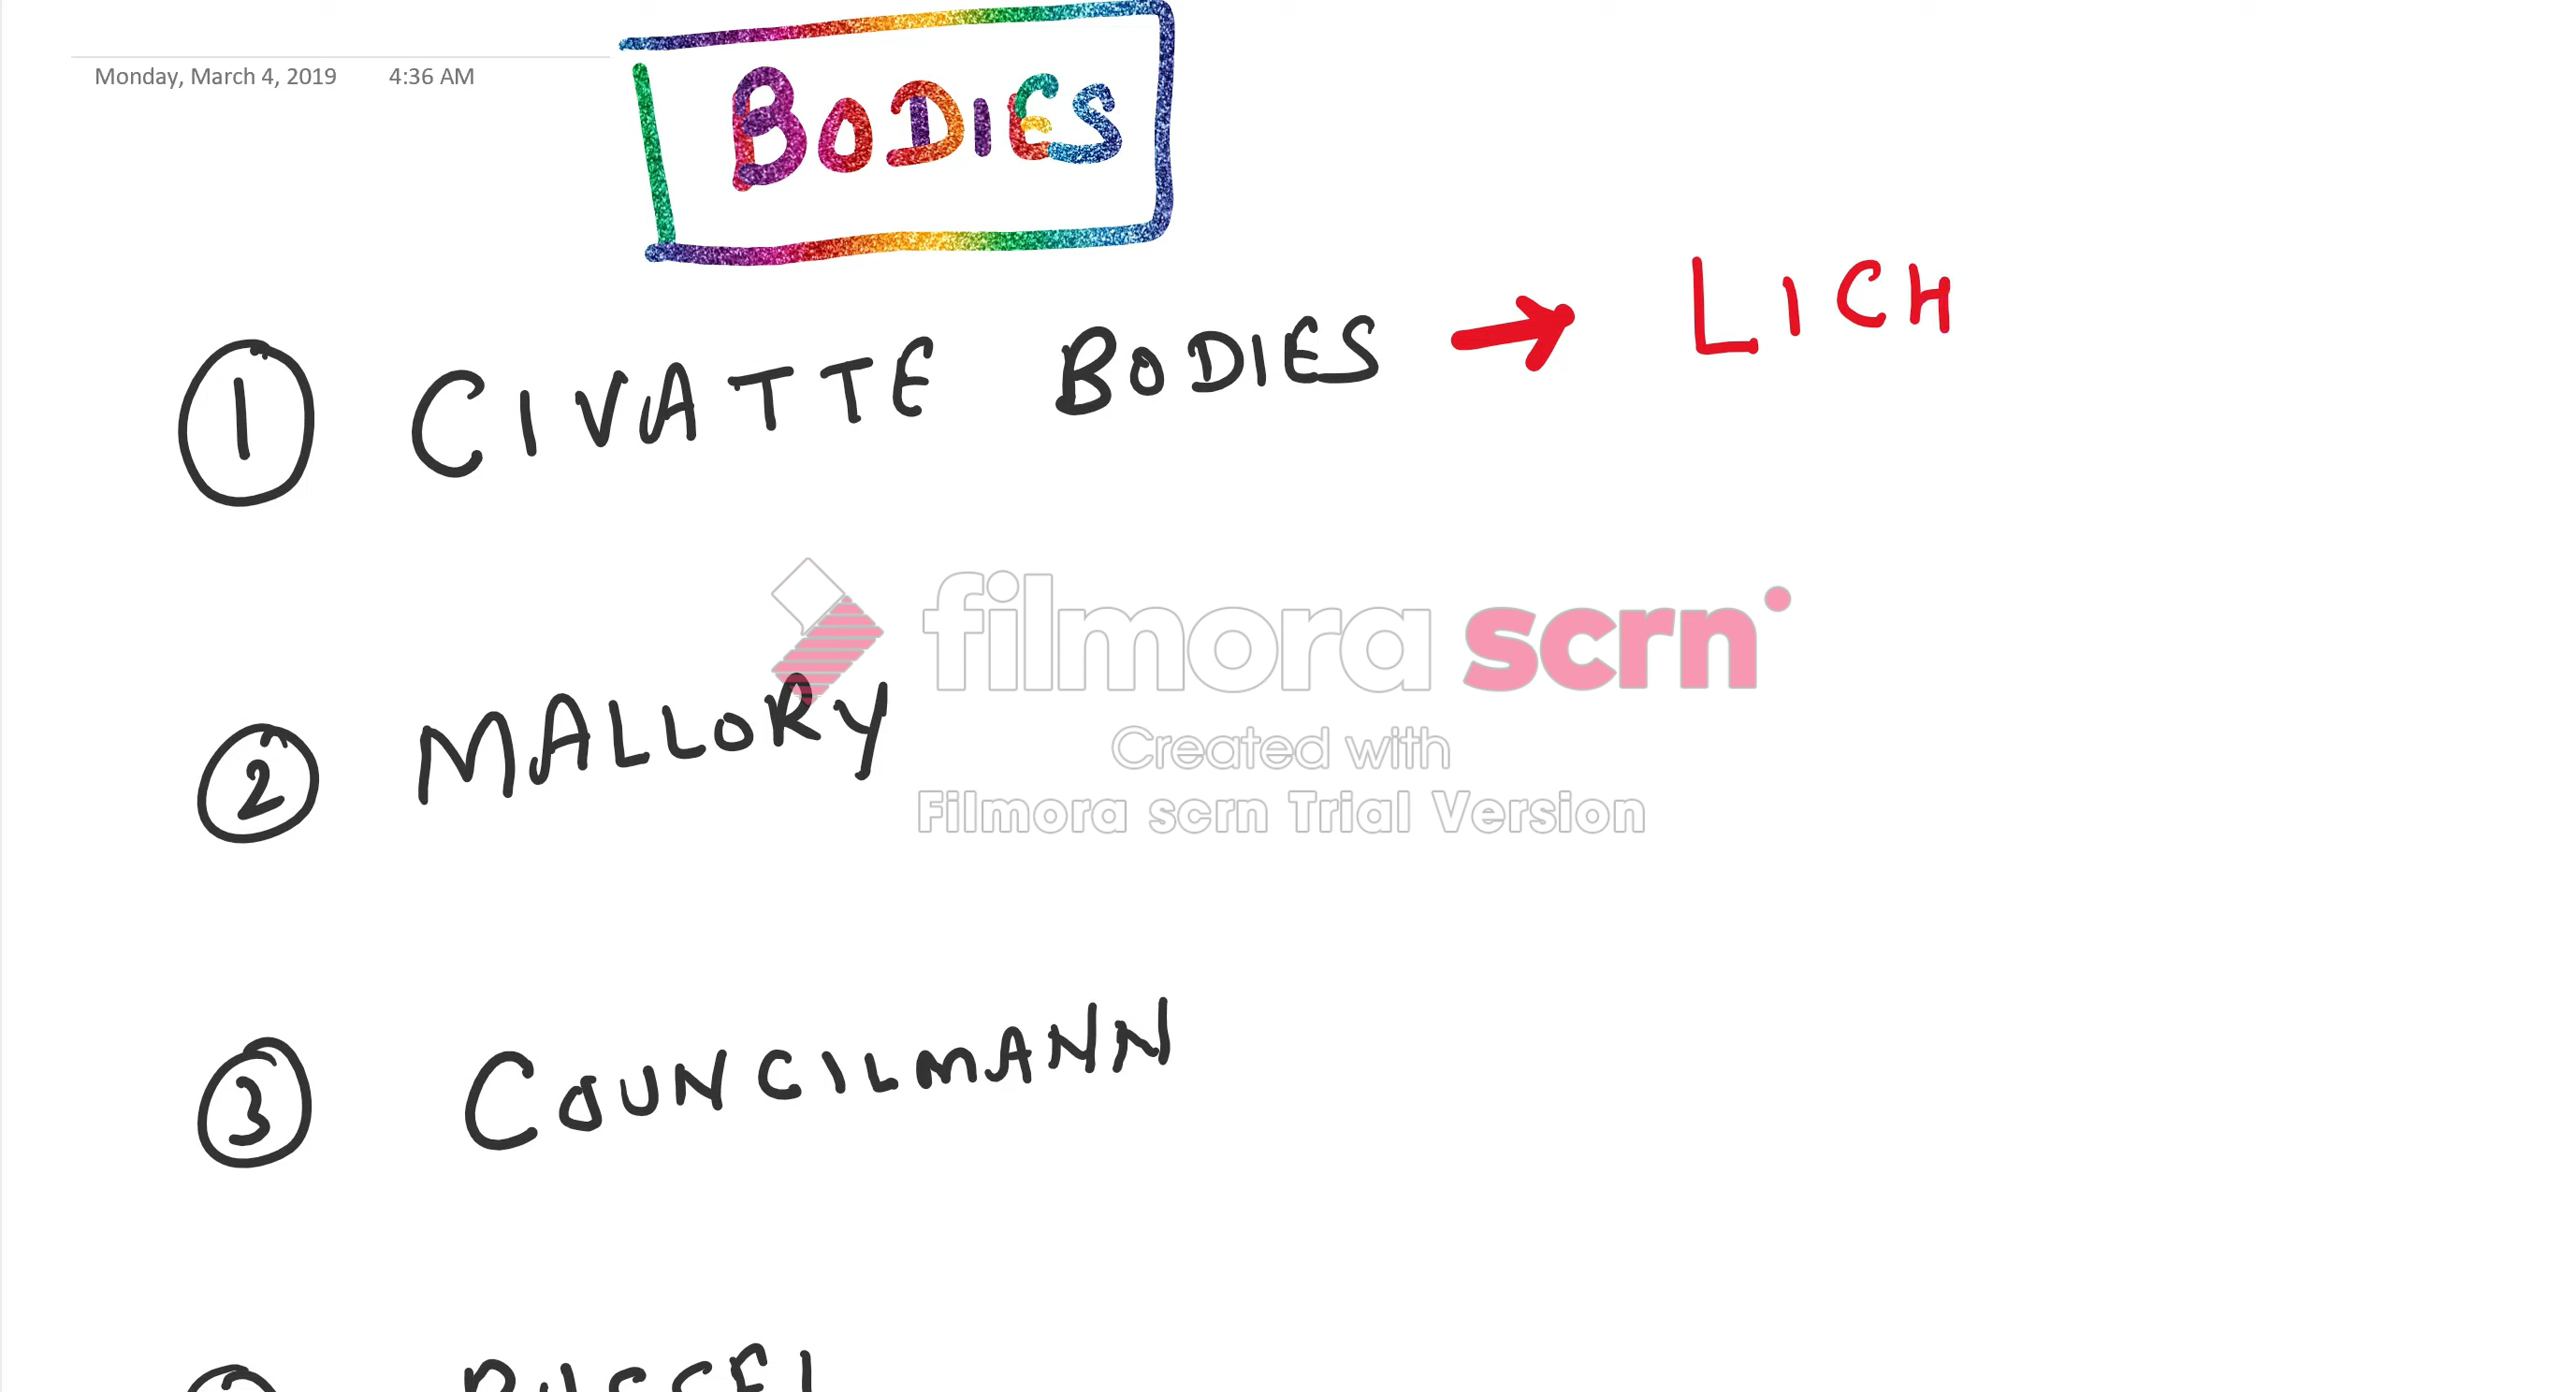 Monday, March 4, 2019 4:36 AM
BODIES
1 CIVATTE BODIES → LICH
filmora scrn
2 MALLORY
Created with
Filmora scrn Trial Version
3 COUNCILMANN